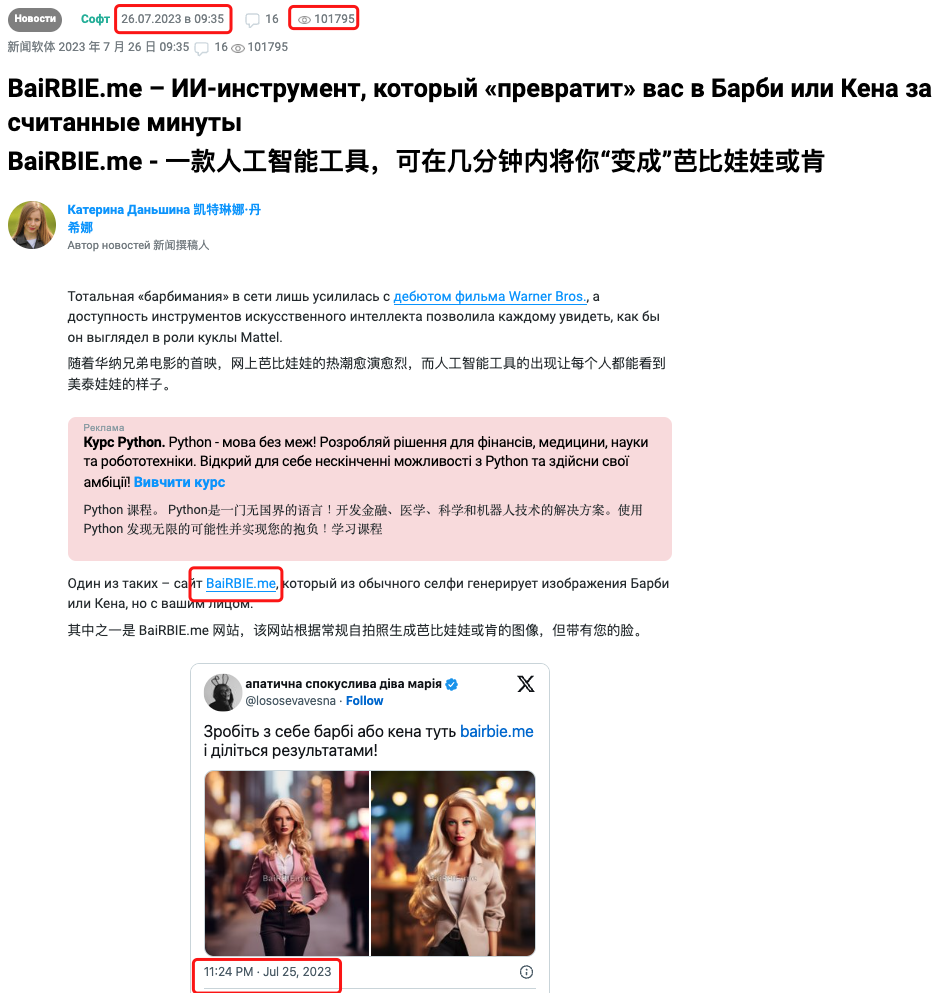 Новости Софт 26.07.2023 в 09:35 16 101795
新闻软体 2023 年 7 月 26 日 09:35 16 101795
BaiRBIE.me – ИИ-инструмент, который «превратит» вас в Барби или Кена за
считанные минуты
BaiRBIE.me - 一款人工智能工具，可在几分钟内将你“变成”芭比娃娃或肯
Катерина Даньшина 凯特琳娜·丹
希娜
Автор новостей 新闻撰稿人
Тотальная «барбимания» в сети лишь усилилась с дебютом фильма Warner Bros., а
доступность инструментов искусственного интеллекта позволила каждому увидеть, как бы
он выглядел в роли куклы Mattel.
随着华纳兄弟电影的首映，网上芭比娃娃的热潮愈演愈烈，而人工智能工具的出现让每个人都能看到
美泰娃娃的样子。
Реклама
Курс Python. Python - мова без меж! Розробляй рішення для фінансів, медицини, науки
та робототехніки. Відкрий для себе нескінченні можливості з Python та здійсни свої
амбіції! Вивчити курс
Python 课程。 Python是一门无国界的语言！开发金融、医学、科学和机器人技术的解决方案。使用
Python 发现无限的可能性并实现您的抱负！学习课程
Один из таких – сайт BaiRBIE.me, который из обычного селфи генерирует изображения Барби
или Кена, но с вашим лицом.
其中之一是 BaiRBIE.me 网站，该网站根据常规自拍照生成芭比娃娃或肯的图像，但带有您的脸。
апатична спокуслива діва марія
@lososevavesna · Follow
Зробіть з себе барбі або кена туть bairbie.me
і діліться результатами!
BaiRBIE.me BaiRBIE.me
11:24 PM · Jul 25, 2023